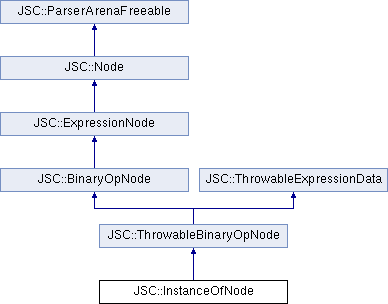 JSC::ParserArenaFreeable
JSC::Node
JSC::ExpressionNode
JSC::BinaryOpNode
JSC::ThrowableExpressionData
JSC::ThrowableBinaryOpNode
JSC::InstanceOfNode